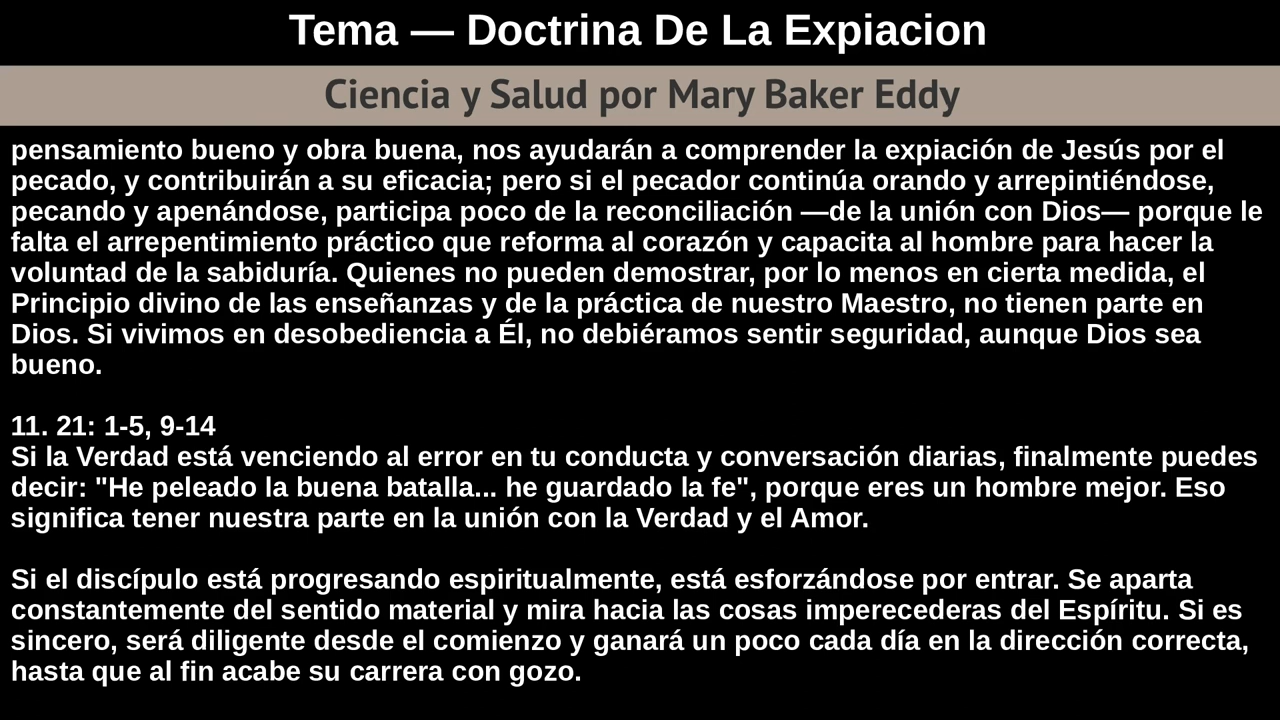 Tema — Doctrina De La Expiacion
Ciencia y Salud por Mary Baker Eddy
pensamiento bueno y obra buena, nos ayudarán a comprender la expiación de Jesús por el
pecado, y contribuirán a su eficacia; pero si el pecador continúa orando y arrepintiéndose,
pecando y apenándose, participa poco de la reconciliación —de la unión con Dios— porque le
falta el arrepentimiento práctico que reforma al corazón y capacita al hombre para hacer la
voluntad de la sabiduría. Quienes no pueden demostrar, por lo menos en cierta medida, el
Principio divino de las enseñanzas y de la práctica de nuestro Maestro, no tienen parte en
Dios. Si vivimos en desobediencia a Él, no debiéramos sentir seguridad, aunque Dios sea
bueno.
11. 21: 1-5, 9-14
Si la Verdad está venciendo al error en tu conducta y conversación diarias, finalmente puedes
decir: "He peleado la buena batalla... he guardado la fe", porque eres un hombre mejor. Eso
significa tener nuestra parte en la unión con la Verdad y el Amor.
Si el discípulo está progresando espiritualmente, está esforzándose por entrar. Se aparta
constantemente del sentido material y mira hacia las cosas imperecederas del Espíritu. Si es
sincero, será diligente desde el comienzo y ganará un poco cada día en la dirección correcta,
hasta que al fin acabe su carrera con gozo.